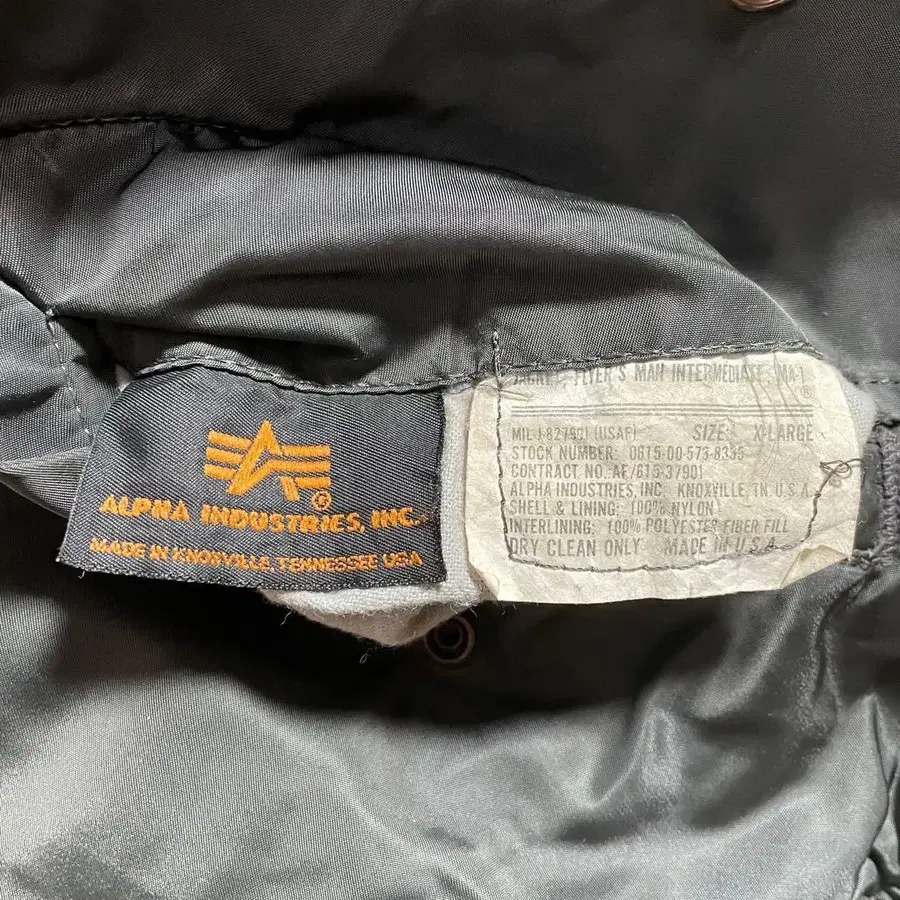 ALPHA INDUSTRIES, INC.
®
MADE IN KNOXVILLE, TENNESSEE USA
JACKET, FLYER'S MAN INTERMEDIATE MA-1
®
MIL-J-8279 (USAF) SIZE: X-LARGE
STOCK NUMBER: 0615-00-573-8335
CONTRACT NO. AF/615-37901
ALPHA INDUSTRIES, INC. KNOXVILLE, TN. U.S.A.
SHELL & LINING: 100% NYLON
INTERLINING: 100% POLYESTER FIBER FILL
DRY CLEAN ONLY MADE IN U.S.A.